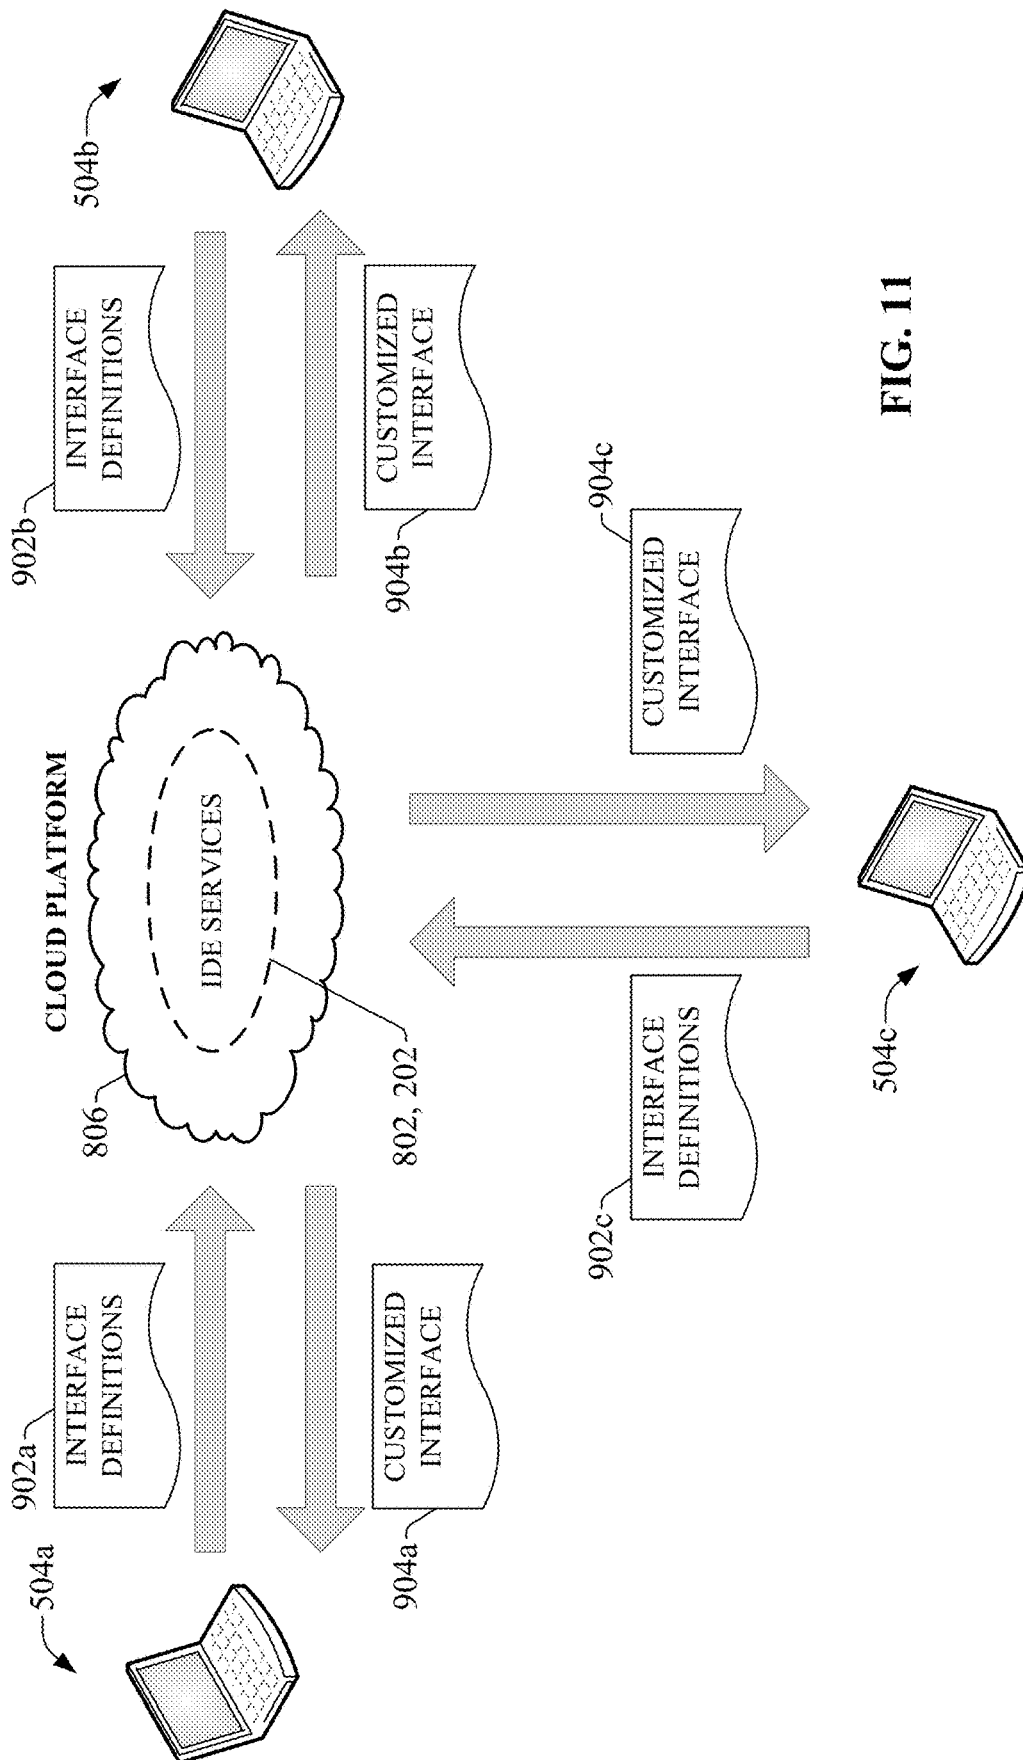 CLOUD PLATFORM
806
IDE SERVICES
802, 202
504a
902a
INTERFACE
DEFINITIONS
904a
CUSTOMIZED
INTERFACE
902b
INTERFACE
DEFINITIONS
504b
904b
CUSTOMIZED
INTERFACE
902c
INTERFACE
DEFINITIONS
904c
CUSTOMIZED
INTERFACE
504c
FIG. 11